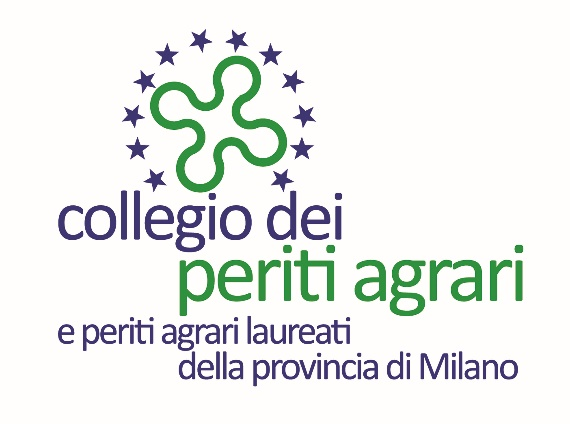 collegio dei
periti agrari
e periti agrari laureati
della provincia di Milano